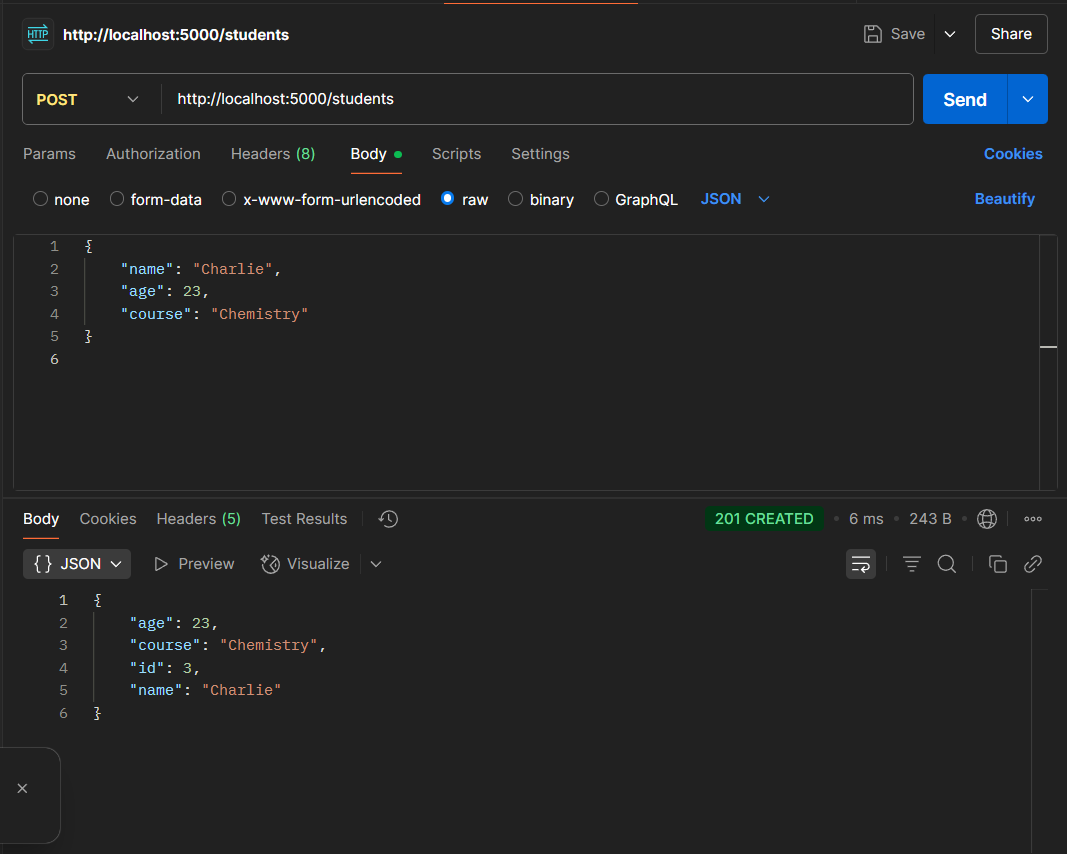 HTTP http://localhost:5000/students Save Share
POST http://localhost:5000/students Send
Params Authorization Headers (8) Body Scripts Settings Cookies
none form-data x-www-form-urlencoded raw binary GraphQL JSON Beautify
1 {
2 "name": "Charlie",
3 "age": 23,
4 "course": "Chemistry"
5 }
6
Body Cookies Headers (5) Test Results 201 CREATED • 6 ms • 243 B •
{} JSON Preview Visualize
1 {
2 "age": 23,
3 "course": "Chemistry",
4 "id": 3,
5 "name": "Charlie"
6 }